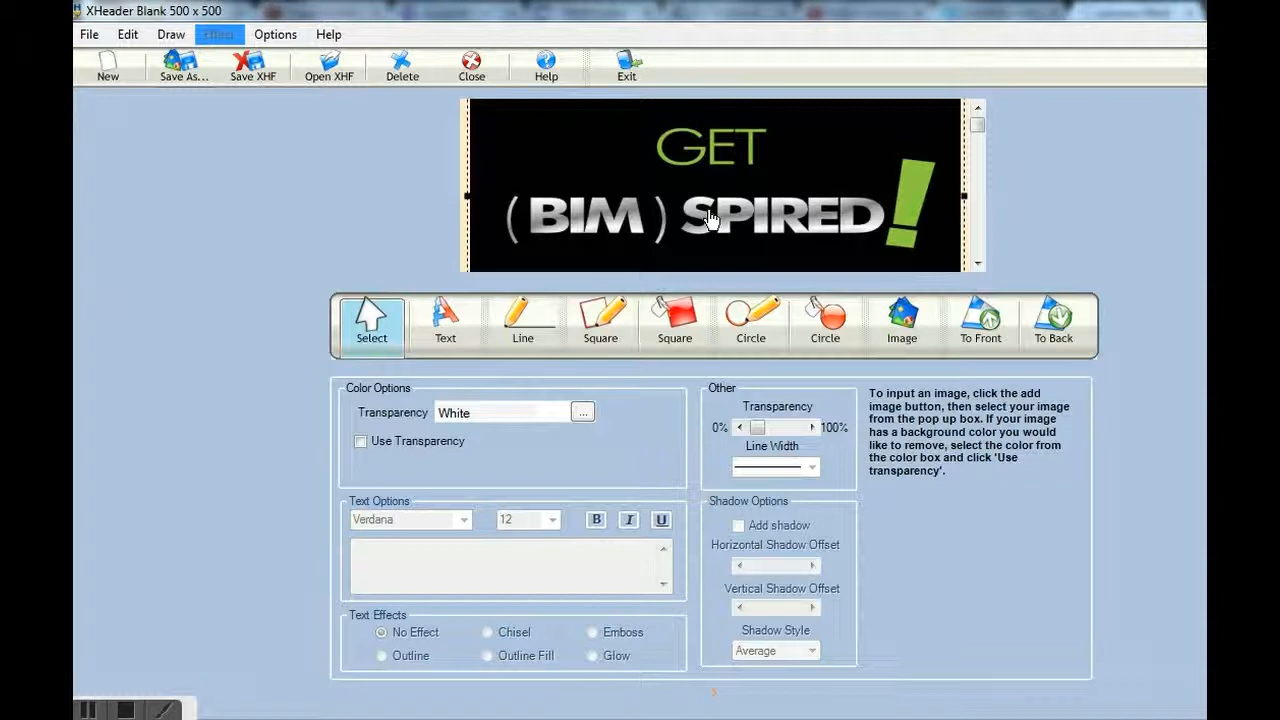 XHeader Blank 500 x 500
File Edit Draw Effect Options Help
New Save As... Save XHF Open XHF Delete Close Help Exit
GET
( BIM ) SPIRED!
Select Text Line Square Square Circle Circle Image To Front To Back
Color Options
Transparency White ...
Use Transparency
Other
Transparency
0% 100%
Line Width
To input an image, click the add
image button, then select your image
from the pop up box. If your image
has a background color you would
like to remove, select the color from
the color box and click 'Use
transparency'.
Text Options
Verdana 12 B I U
Shadow Options
Add shadow
Horizontal Shadow Offset
Vertical Shadow Offset
Shadow Style
Average
Text Effects
No Effect Chisel Emboss
Outline Outline Fill Glow